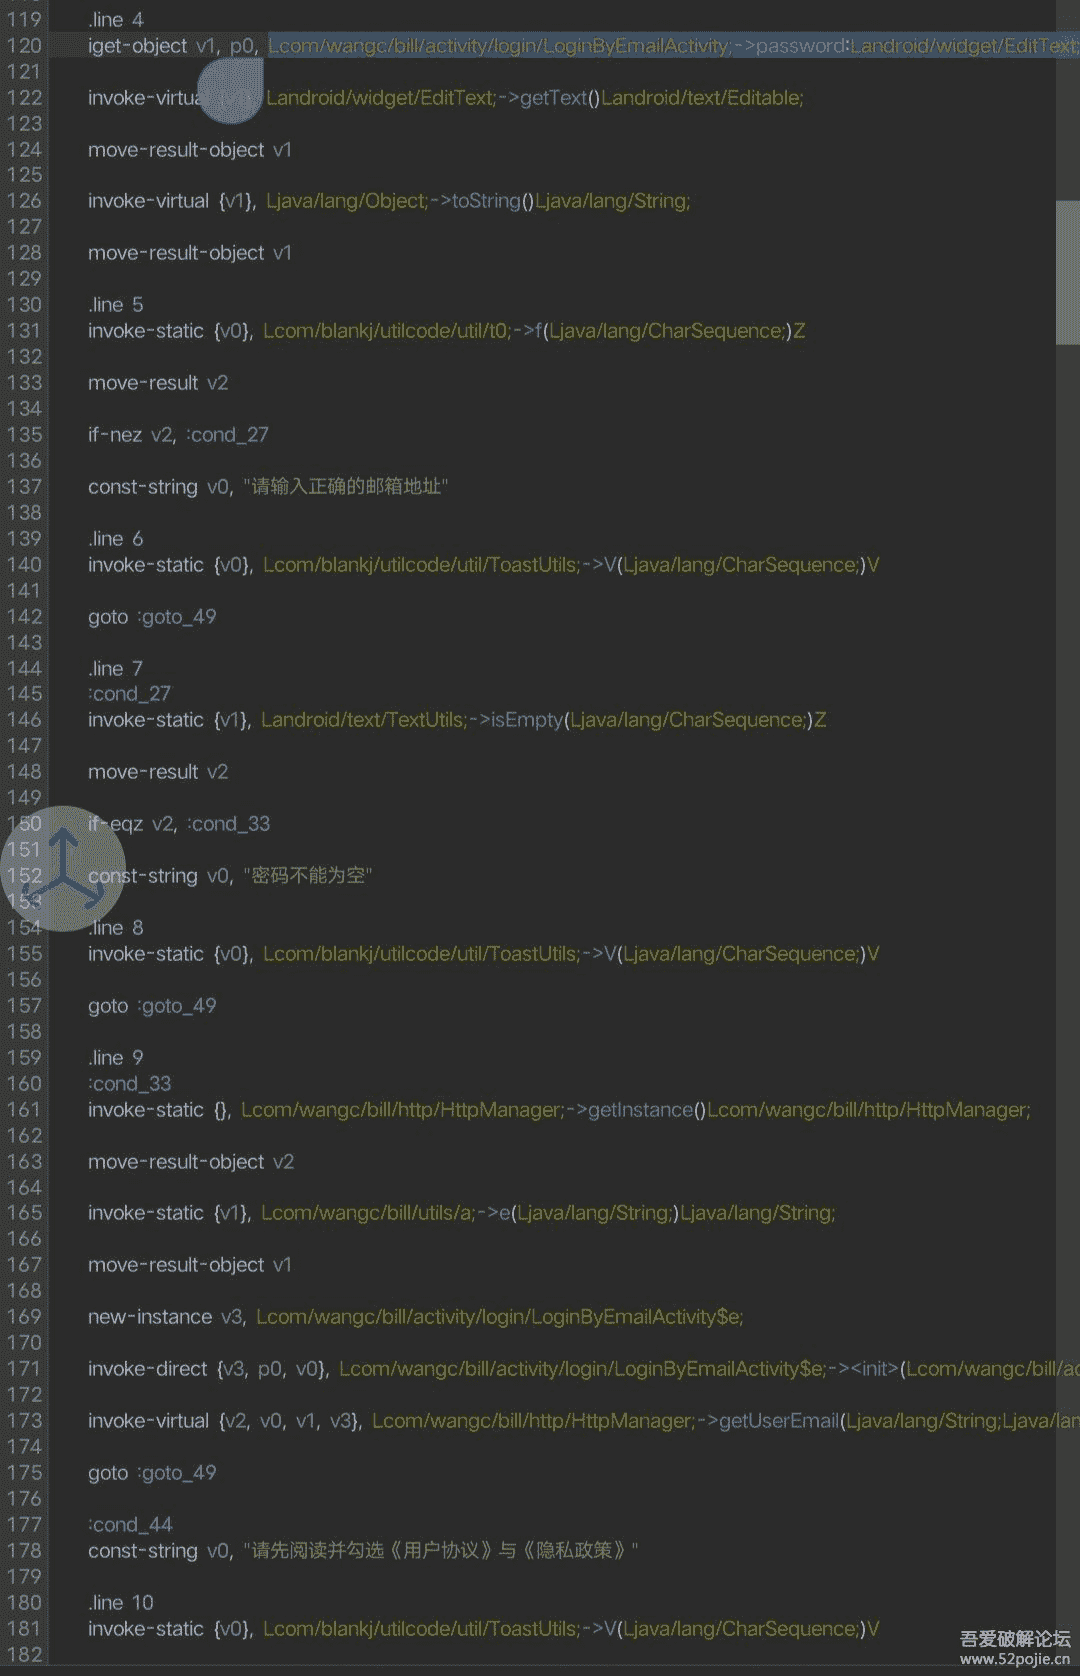 119 .line 4
120 iget-object v1, p0, Lcom/wangc/bill/activity/login/LoginByEmailActivity;->password:Landroid/widget/EditText;
121
122 invoke-virtua Landroid/widget/EditText;->getText()Landroid/text/Editable;
123
124 move-result-object v1
125
126 invoke-virtual {v1}, Ljava/lang/Object;->toString()Ljava/lang/String;
127
128 move-result-object v1
129
130 .line 5
131 invoke-static {v0}, Lcom/blankj/utilcode/util/t0;->f(Ljava/lang/CharSequence;)Z
132
133 move-result v2
134
135 if-nez v2, :cond_27
136
137 const-string v0, "请输入正确的邮箱地址"
138
139 .line 6
140 invoke-static {v0}, Lcom/blankj/utilcode/util/ToastUtils;->V(Ljava/lang/CharSequence;)V
141
142 goto :goto_49
143
144 .line 7
145 :cond_27
146 invoke-static {v1}, Landroid/text/TextUtils;->isEmpty(Ljava/lang/CharSequence;)Z
147
148 move-result v2
149
150 if-eqz v2, :cond_33
151
152 const-string v0, "密码不能为空"
153
154 .line 8
155 invoke-static {v0}, Lcom/blankj/utilcode/util/ToastUtils;->V(Ljava/lang/CharSequence;)V
156
157 goto :goto_49
158
159 .line 9
160 :cond_33
161 invoke-static {}, Lcom/wangc/bill/http/HttpManager;->getInstance()Lcom/wangc/bill/http/HttpManager;
162
163 move-result-object v2
164
165 invoke-static {v1}, Lcom/wangc/bill/utils/a;->e(Ljava/lang/String;)Ljava/lang/String;
166
167 move-result-object v1
168
169 new-instance v3, Lcom/wangc/bill/activity/login/LoginByEmailActivity$e;
170
171 invoke-direct {v3, p0, v0}, Lcom/wangc/bill/activity/login/LoginByEmailActivity$e;-><init>(Lcom/wangc/bill/ac
172
173 invoke-virtual {v2, v0, v1, v3}, Lcom/wangc/bill/http/HttpManager;->getUserEmail(Ljava/lang/String;Ljava/lan
174
175 goto :goto_49
176
177 :cond_44
178 const-string v0, "请先阅读并勾选《用户协议》与《隐私政策》"
179
180 .line 10
181 invoke-static {v0}, Lcom/blankj/utilcode/util/ToastUtils;->V(Ljava/lang/CharSequence;)V
182
吾爱破解论坛
www.52pojie.cn